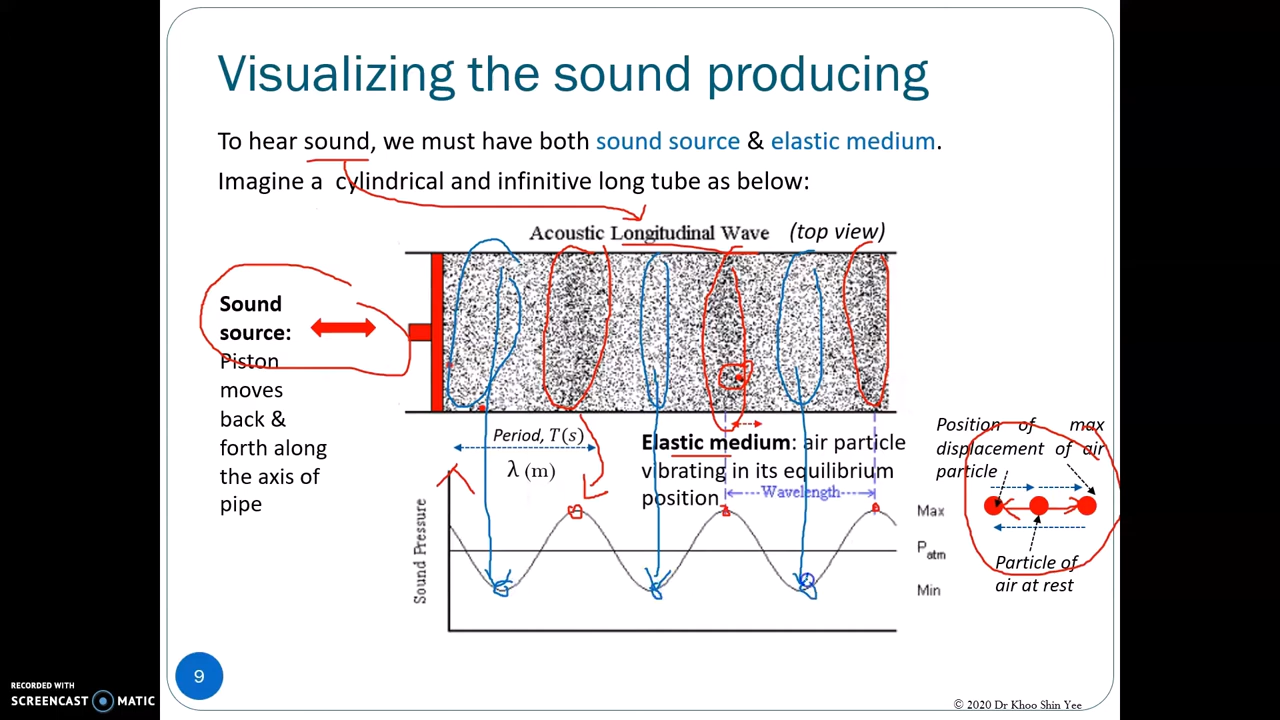 Visualizing the sound producing
To hear sound, we must have both sound source & elastic medium.
Imagine a cylindrical and infinitive long tube as below:
Acoustic Longitudinal Wave (top view)
Sound
source:
Piston
moves
back &
forth along
the axis of
pipe
Period, T(s)
λ (m)
Elastic medium: air particle
vibrating in its equilibrium
position
Wavelength
Position of max
displacement of air
particle
Sound Pressure
Max
Patm
Min
Particle of
air at rest
9
RECORDED WITH
SCREENCAST MATIC
© 2020 Dr Khoo Shin Yee